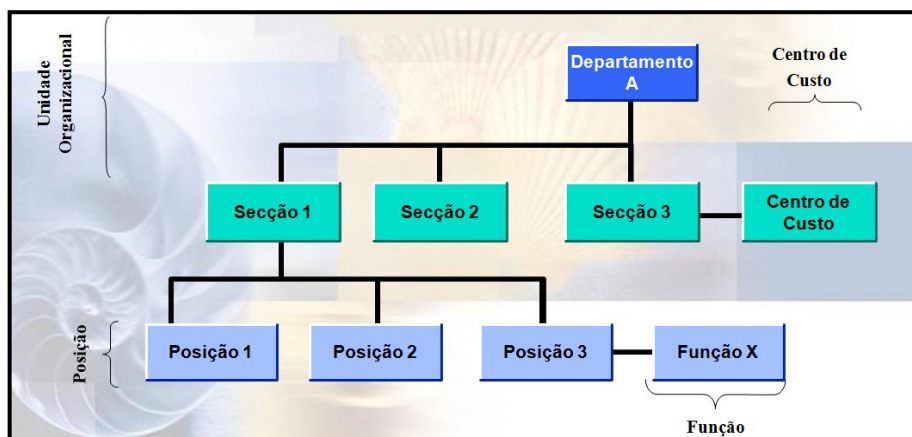 Unidade
Organizacional
Departamento
A
Centro de
Custo
Secção 1
Secção 2
Secção 3
Centro de
Custo
Posição
Posição 1
Posição 2
Posição 3
Função X
Função